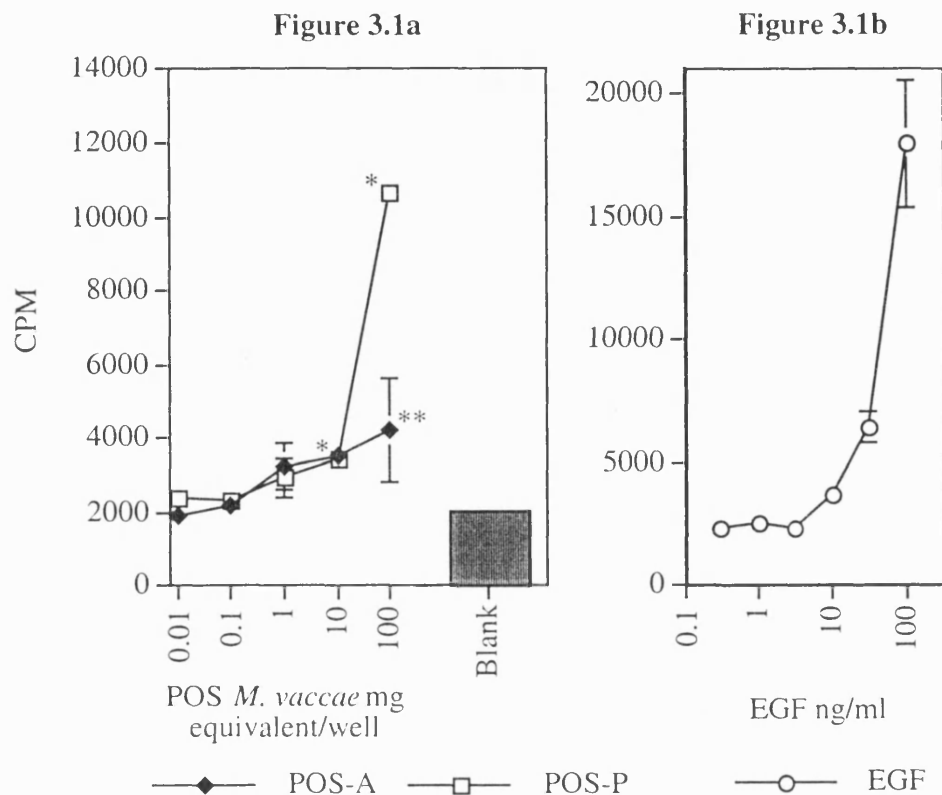 Figure 3.1a
Figure 3.1b
CPM
14000
12000
10000
8000
6000
4000
2000
0
*
*
**
0.01
0.1
1
10
100
Blank
POS M. vaccae mg
equivalent/well
20000
15000
10000
5000
0
0.1
1
10
100
EGF ng/ml
POS-A
POS-P
EGF